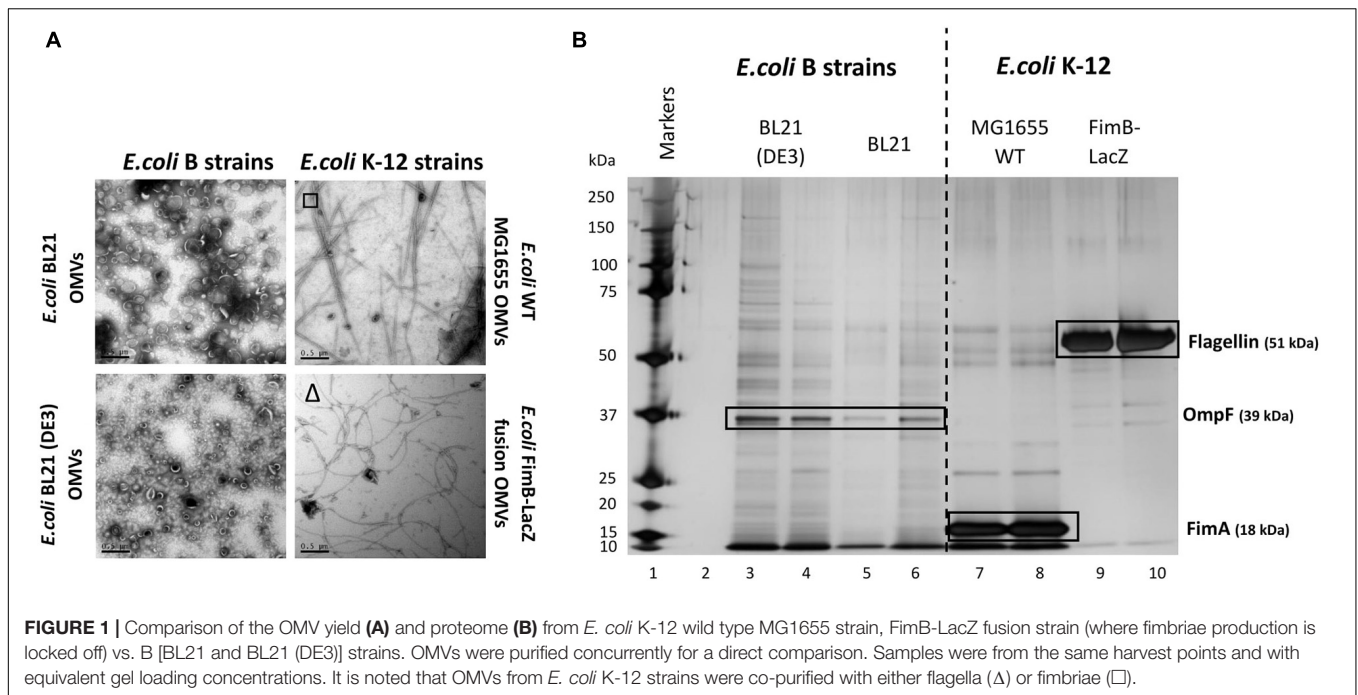 A
E.coli B strains
E.coli K-12 strains
E.coli BL21
OMVs
0.5 µm
□
0.5 µm
E.coli WT
MG1655 OMVs
E.coli BL21 (DE3)
OMVs
0.5 µm
Δ
0.5 µm
E.coli FimB-LacZ
fusion OMVs
B
E.coli B strains
E.coli K-12
kDa
Markers
BL21
(DE3)
BL21
MG1655
WT
FimB-
LacZ
250
150
100
75
50
37
25
20
15
10
Flagellin (51 kDa)
OmpF (39 kDa)
FimA (18 kDa)
1 2 3 4 5 6 7 8 9 10
FIGURE 1 | Comparison of the OMV yield (A) and proteome (B) from E. coli K-12 wild type MG1655 strain, FimB-LacZ fusion strain (where fimbriae production is
locked off) vs. B [BL21 and BL21 (DE3)] strains. OMVs were purified concurrently for a direct comparison. Samples were from the same harvest points and with
equivalent gel loading concentrations. It is noted that OMVs from E. coli K-12 strains were co-purified with either flagella (Δ) or fimbriae (□).